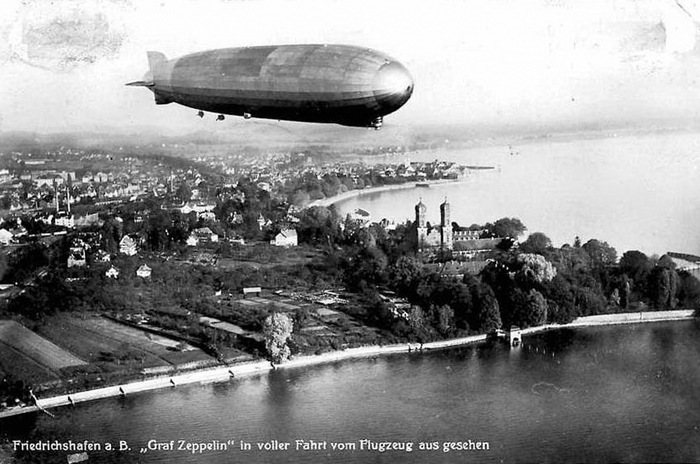 Friedrichshafen a. B. „Graf Zeppelin“ in voller Fahrt vom Flugzeug aus gesehen